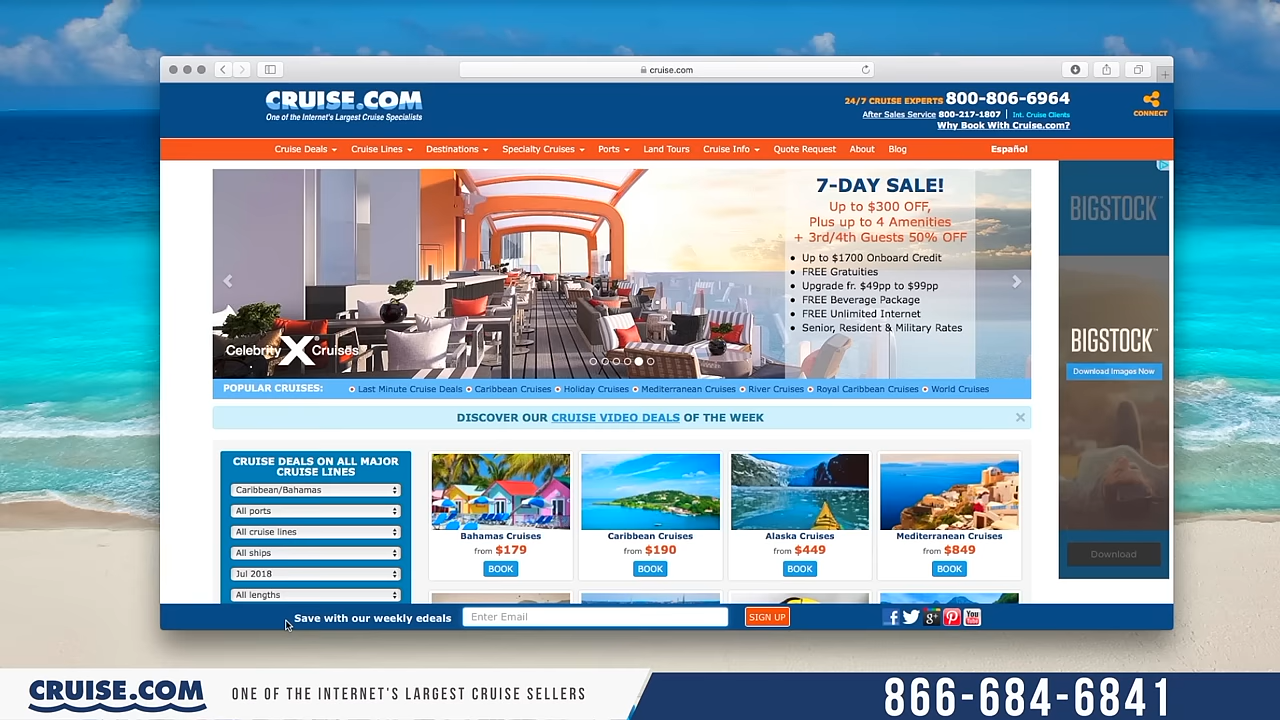 cruise.com
CRUISE.COM
One of the Internet's Largest Cruise Specialists
24/7 CRUISE EXPERTS 800-806-6964
After Sales Service 800-217-1807 | Int. Cruise Clients
Why Book With Cruise.com?
CONNECT
Cruise Deals Cruise Lines Destinations Specialty Cruises Ports Land Tours Cruise Info Quote Request About Blog Español
7-DAY SALE!
Up to $300 OFF,
Plus up to 4 Amenities
+ 3rd/4th Guests 50% OFF
• Up to $1700 Onboard Credit
• FREE Gratuities
• Upgrade fr. $49pp to $99pp
• FREE Beverage Package
• FREE Unlimited Internet
• Senior, Resident & Military Rates
Celebrity X Cruises®
BIGSTOCK™
BIGSTOCK™
Download Images Now
Download
POPULAR CRUISES: Last Minute Cruise Deals Caribbean Cruises Holiday Cruises Mediterranean Cruises River Cruises Royal Caribbean Cruises World Cruises
DISCOVER OUR CRUISE VIDEO DEALS OF THE WEEK ×
CRUISE DEALS ON ALL MAJOR
CRUISE LINES
Caribbean/Bahamas
All ports
All cruise lines
All ships
Jul 2018
All lengths
Bahamas Cruises
from $179
BOOK
Caribbean Cruises
from $190
BOOK
Alaska Cruises
from $449
BOOK
Mediterranean Cruises
from $849
BOOK
Save with our weekly edeals Enter Email SIGN UP
f g+ You Tube
CRUISE.COM ONE OF THE INTERNET'S LARGEST CRUISE SELLERS 866-684-6841